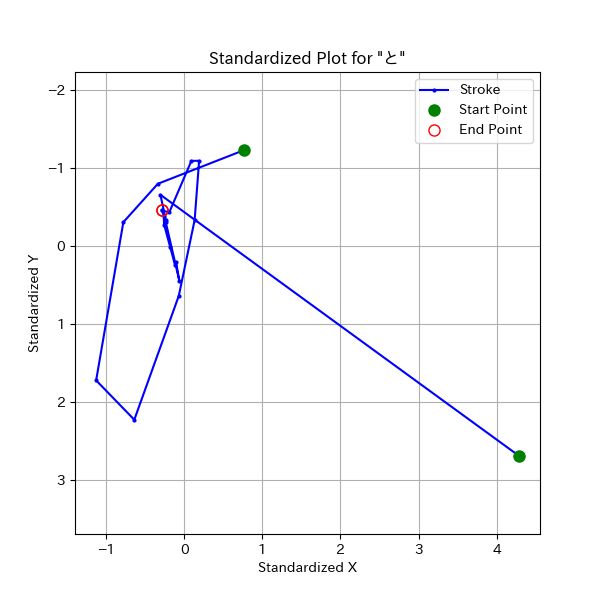 Standardized Plot for "と"
Stroke
Start Point
End Point
−2
−1
0
1
2
3
Standardized Y
−1
0
1
2
3
4
Standardized X